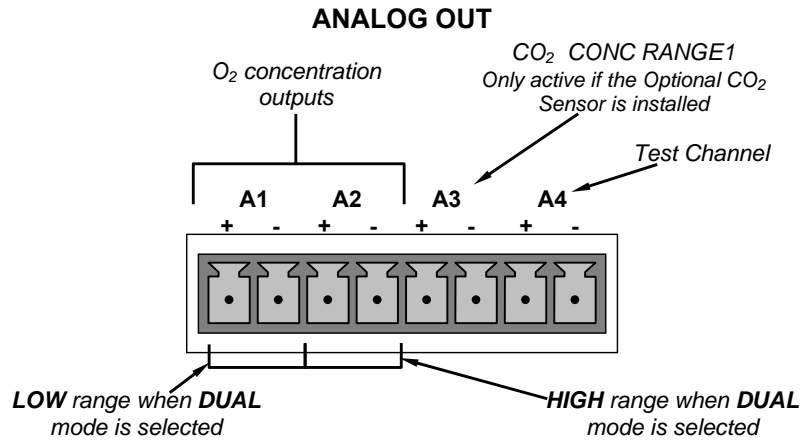 ANALOG OUT
O₂ concentration
outputs
CO₂ CONC RANGE1
Only active if the Optional CO₂
Sensor is installed
Test Channel
A1 A2 A3 A4
+ - + - + - + -
LOW range when DUAL
mode is selected
HIGH range when DUAL
mode is selected